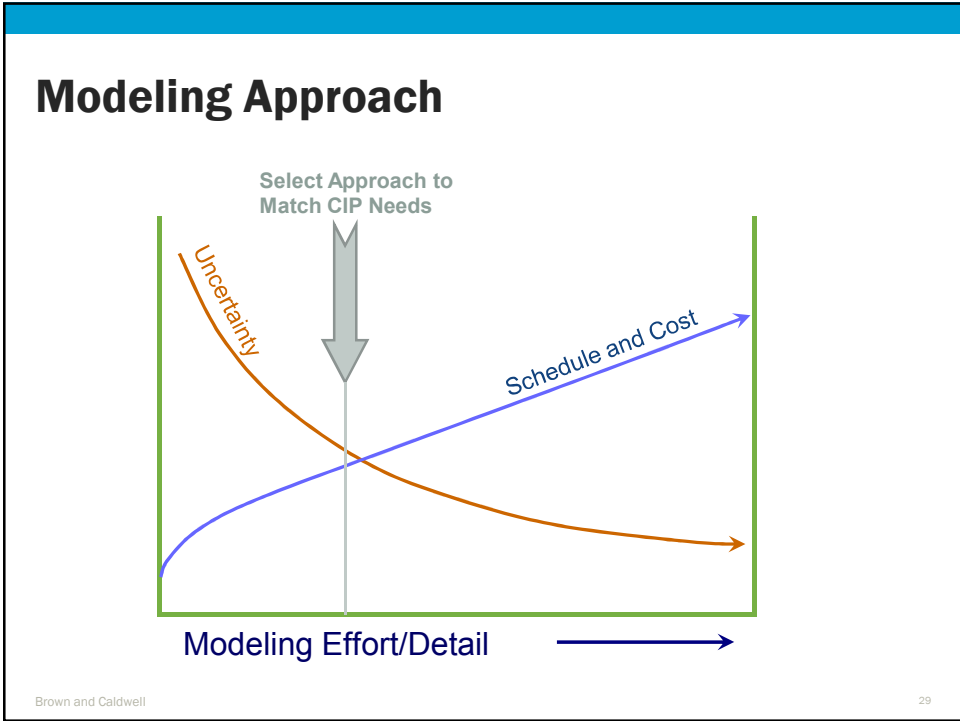 Modeling Approach
Select Approach to
Match CIP Needs
Uncertainty
Schedule and Cost
Modeling Effort/Detail
Brown and Caldwell
29